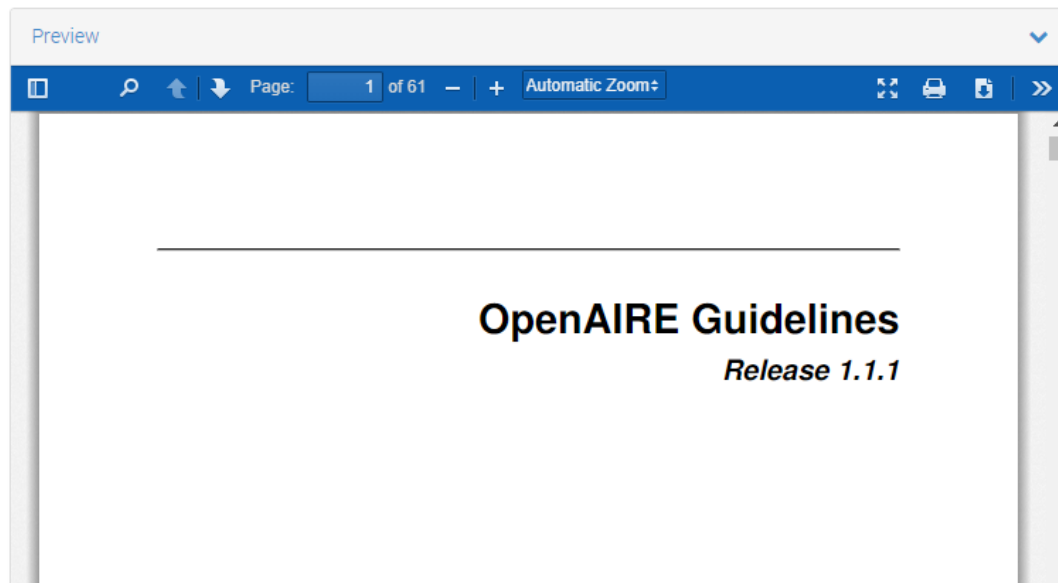 Preview
Page: 1 of 61 Automatic Zoom
OpenAIRE Guidelines
Release 1.1.1